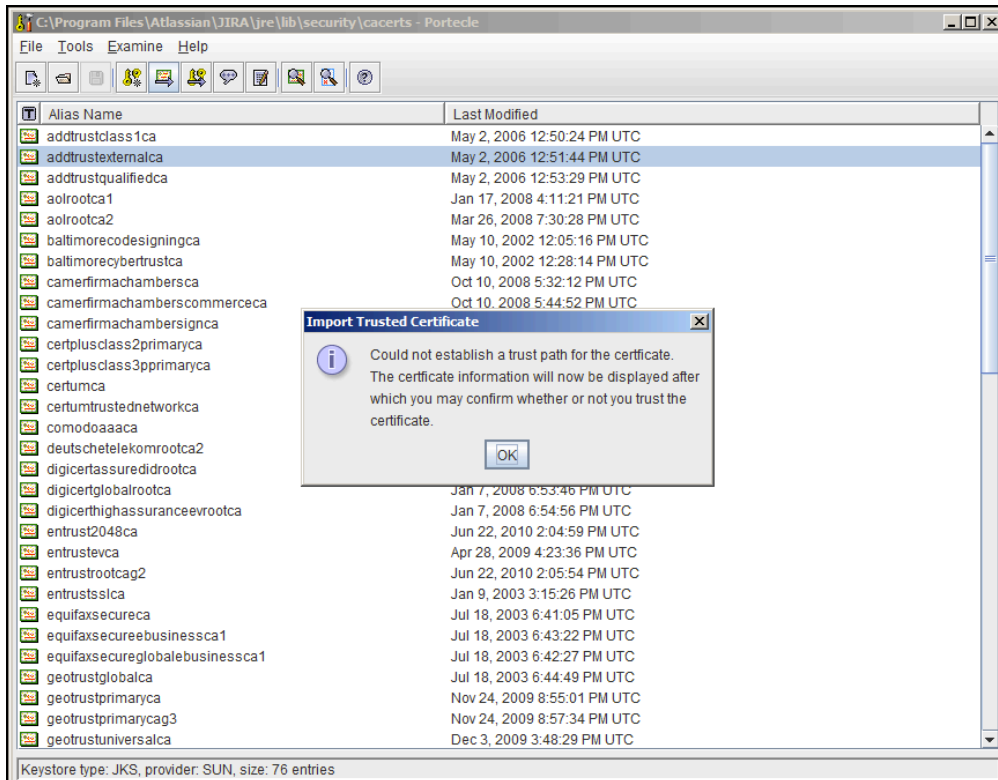 C:\Program Files\Atlassian\JIRA\jre\lib\security\cacerts - Portecle
File Tools Examine Help
T Alias Name Last Modified
addtrustclass1ca May 2, 2006 12:50:24 PM UTC
addtrustexternalca May 2, 2006 12:51:44 PM UTC
addtrustqualifiedca May 2, 2006 12:53:29 PM UTC
aolrootca1 Jan 17, 2008 4:11:21 PM UTC
aolrootca2 Mar 26, 2008 7:30:28 PM UTC
baltimorecodesigningca May 10, 2002 12:05:16 PM UTC
baltimorecybertrustca May 10, 2002 12:28:14 PM UTC
camerfirmachambersca Oct 10, 2008 5:32:12 PM UTC
camerfirmachamberscommerceca Oct 10, 2008 5:44:52 PM UTC
camerfirmachambersignca
certplusclass2primaryca
certplusclass3pprimaryca
certumca
certumtrustednetworkca
comodoaaaca
deutschetelekomrootca2
digicertassuredidrootca
digicertglobalrootca Jan 7, 2008 6:53:46 PM UTC
digicerthighassuranceevrootca Jan 7, 2008 6:54:56 PM UTC
entrust2048ca Jun 22, 2010 2:04:59 PM UTC
entrustevca Apr 28, 2009 4:23:36 PM UTC
entrustrootcag2 Jun 22, 2010 2:05:54 PM UTC
entrustsslca Jan 9, 2003 3:15:26 PM UTC
equifaxsecureca Jul 18, 2003 6:41:05 PM UTC
equifaxsecureebusinessca1 Jul 18, 2003 6:43:22 PM UTC
equifaxsecureglobalebusinessca1 Jul 18, 2003 6:42:27 PM UTC
geotrustglobalca Jul 18, 2003 6:44:49 PM UTC
geotrustprimaryca Nov 24, 2009 8:55:01 PM UTC
geotrustprimarycag3 Nov 24, 2009 8:57:34 PM UTC
geotrustuniversalca Dec 3, 2009 3:48:29 PM UTC
Import Trusted Certificate
Could not establish a trust path for the certficate.
The certficate information will now be displayed after
which you may confirm whether or not you trust the
certificate.
OK
Keystore type: JKS, provider: SUN, size: 76 entries